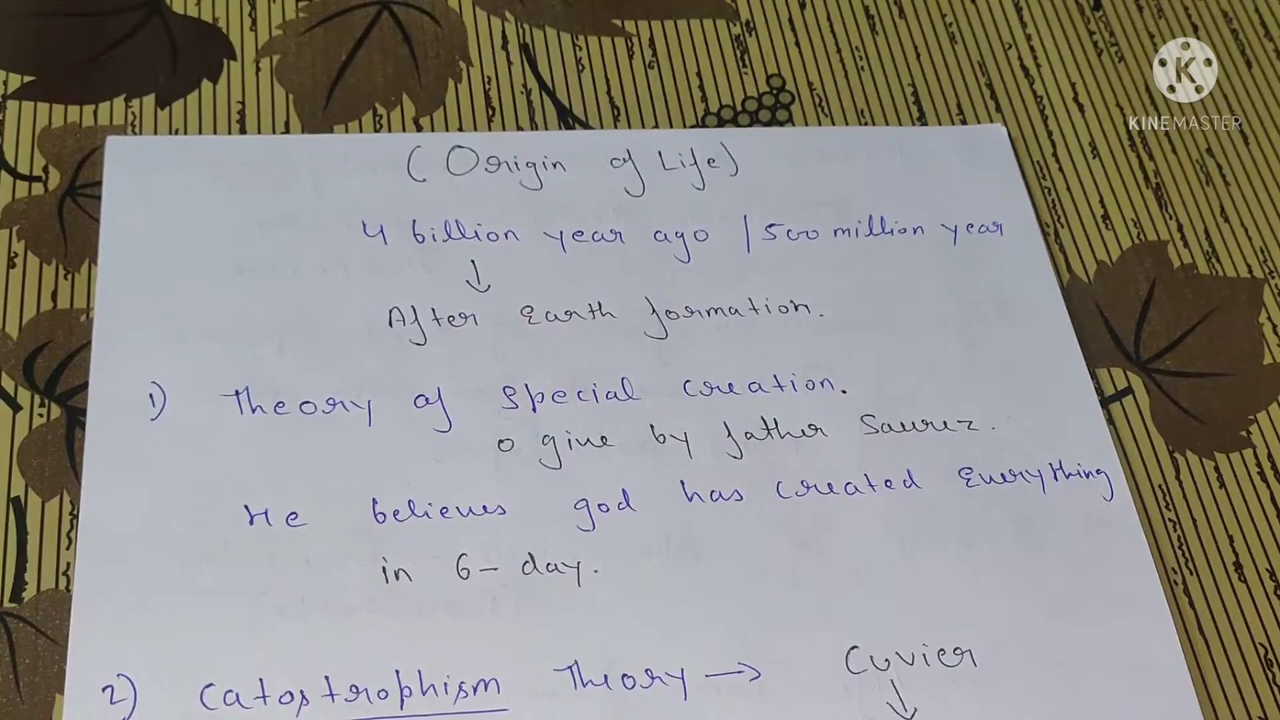 K
KINEMASTER
(Origin of Life)
4 billion year ago / 500 million year
↓
After Earth formation.
1) Theory of special creation.
o give by father Saurez.
He believes god has created Everything
in 6-day.
2) Catostrophism Theory → Cuvier
↓